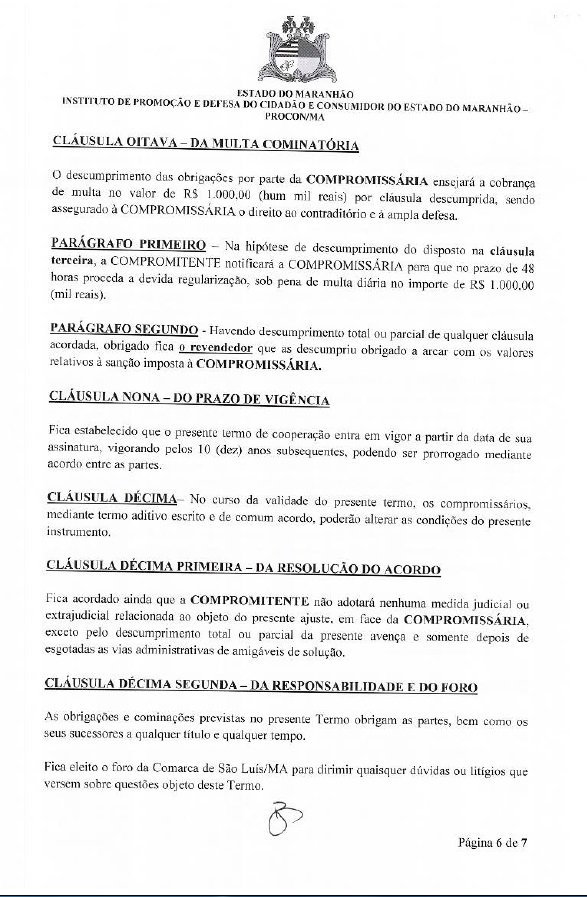 ESTADO DO MARANHÃO
INSTITUTO DE PROMOÇÃO E DEFESA DO CIDADÃO E CONSUMIDOR DO ESTADO DO MARANHÃO –
PROCON/MA
CLÁUSULA OITAVA – DA MULTA COMINATÓRIA
O descumprimento das obrigações por parte da COMPROMISSÁRIA ensejará a cobrança
de multa no valor de R$ 1.000,00 (hum mil reais) por cláusula descumprida, sendo
assegurado à COMPROMISSÁRIA o direito ao contraditório e à ampla defesa.
PARÁGRAFO PRIMEIRO – Na hipótese de descumprimento do disposto na cláusula
terceira, a COMPROMITENTE notificará a COMPROMISSÁRIA para que no prazo de 48
horas proceda a devida regularização, sob pena de multa diário no importe de R$ 1.000,00
(mil reais).
PARÁGRAFO SEGUNDO - Havendo descumprimento total ou parcial de qualquer cláusula
acordada, obrigado fica o revendedor que as descumpriu obrigado a arcar com os valores
relativos à sanção imposta à COMPROMISSÁRIA.
CLÁUSULA NONA – DO PRAZO DE VIGÊNCIA
Fica estabelecido que o presente termo de cooperação entra em vigor a partir da data de sua
assinatura, vigorando pelos 10 (dez) anos subsequentes, podendo ser prorrogado mediante
acordo entre as partes.
CLÁUSULA DÉCIMA– No curso da validade do presente termo, os compromissários,
mediante termo aditivo escrito e de comum acordo, poderão alterar as condições do presente
instrumento.
CLÁUSULA DÉCIMA PRIMEIRA – DA RESOLUÇÃO DO ACORDO
Fica acordado ainda que a COMPROMITENTE não adotará nenhuma medida judicial ou
extrajudicial relacionada ao objeto do presente ajuste, em face da COMPROMISSÁRIA,
exceto pelo descumprimento total ou parcial da presente avença e somente depois de
esgotadas as vias administrativas de amigáveis de solução.
CLÁUSULA DÉCIMA SEGUNDA – DA RESPONSABILIDADE E DO FORO
As obrigações e cominações previstas no presente Termo obrigam as partes, bem como os
seus sucessores a qualquer título e qualquer tempo.
Fica eleito o foro da Comarca de São Luís/MA para dirimir quaisquer dúvidas ou litígios que
versem sobre questões objeto deste Termo.
Página 6 de 7